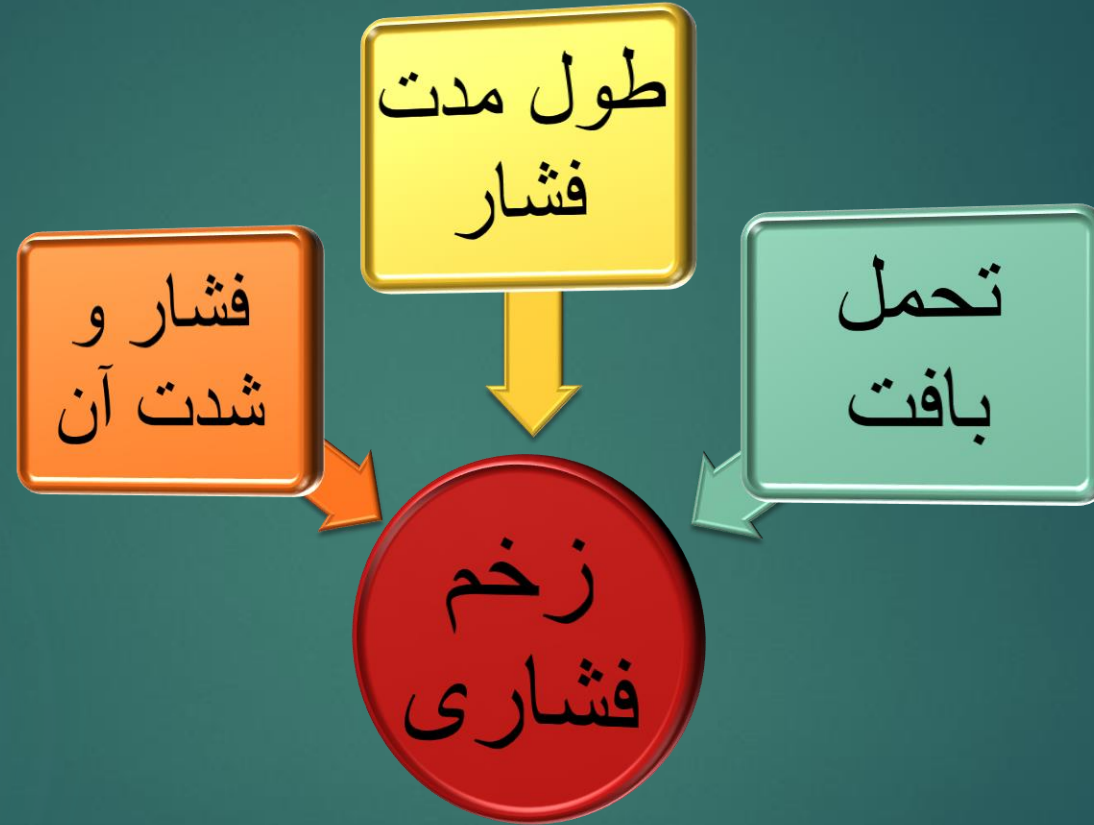 طول مدت
فشار
تحمل
بافت
فشار و
شدت آن
زخم
فشاری